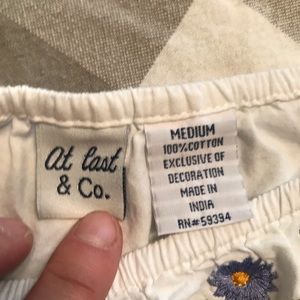 At last
& Co.
MEDIUM
100% COTTON
EXCLUSIVE OF
DECORATION
MADE IN
INDIA
RN# 59394